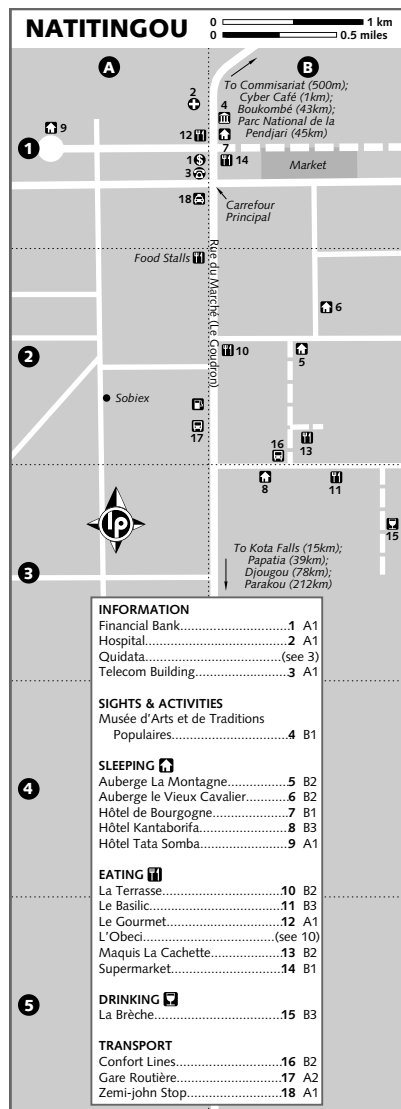 NATITINGOU
0 1 km
0 0.5 miles
A
B
To Commisariat (500m);
Cyber Café (1km);
Boukombé (43km);
Parc National de la
Pendjari (45km)
2
4
9
12
7
1
1
14
Market
3
18
Carrefour
Principal
Food Stalls
Rue du Marché (Le Goudron)
6
2
10
5
Sobiex
17
16
13
8
11
lp
15
3
To Kota Falls (15km);
Papatia (39km);
Djougou (78km);
Parakou (212km)
INFORMATION
Financial Bank..............................1 A1
Hospital........................................2 A1
Quidata.................................(see 3)
Telecom Building.........................3 A1
SIGHTS & ACTIVITIES
Musée d'Arts et de Traditions
Populaires..................................4 B1
4
SLEEPING
Auberge La Montagne.................5 B2
Auberge le Vieux Cavalier............6 B2
Hôtel de Bourgogne....................7 B1
Hôtel Kantaborifa........................8 B3
Hôtel Tata Somba........................9 A1
EATING
La Terrasse.................................10 B2
Le Basilic....................................11 B3
Le Gourmet...............................12 A1
L'Obeci.................................(see 10)
Maquis La Cachette...................13 B2
Supermarket..............................14 B1
5
DRINKING
La Brèche..................................15 B3
TRANSPORT
Confort Lines.............................16 B2
Gare Routière............................17 A2
Zemi-john Stop..........................18 A1